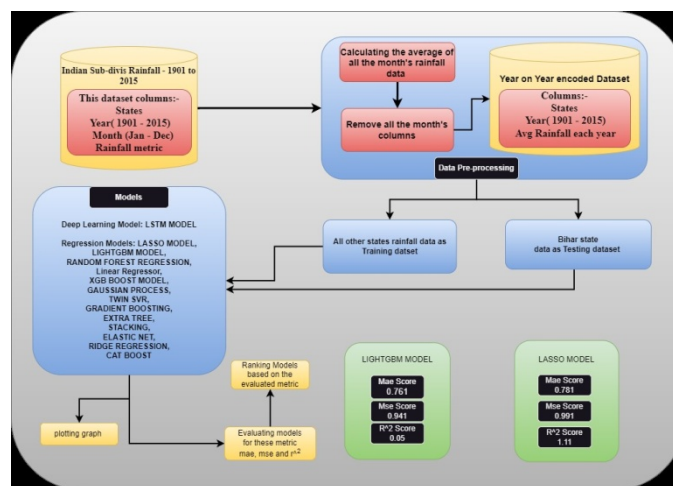 Indian Sub-divis Rainfall - 1901 to
2015
This dataset columns:-
States
Year( 1901 - 2015)
Month (Jan - Dec)
Rainfall metric
Calculating the average of
all the month's rainfall
data
Remove all the month's
columns
Year on Year encoded Dataset
Columns:-
States
Year( 1901 - 2015)
Avg Rainfall each year
Data Pre-processing
Models
Deep Learning Model: LSTM MODEL
Regression Models: LASSO MODEL,
LIGHTGBM MODEL,
RANDOM FOREST REGRESSION,
Linear Regressor,
XGB BOOST MODEL,
GAUSSIAN PROCESS,
TWIN SVR,
GRADIENT BOOSTING,
EXTRA TREE,
STACKING,
ELASTIC NET,
RIDGE REGRESSION,
CAT BOOST
All other states rainfall data as
Training datset
Bihar state
data as Testing dataset
plotting graph
Ranking Models
based on the
evaluated metric
Evaluating models
for these metric
mae, mse and r^2
LIGHTGBM MODEL
Mae Score
0.761
Mse Score
0.941
R^2 Score
0.05
LASSO MODEL
Mae Score
0.781
Mse Score
0.991
R^2 Score
1.11